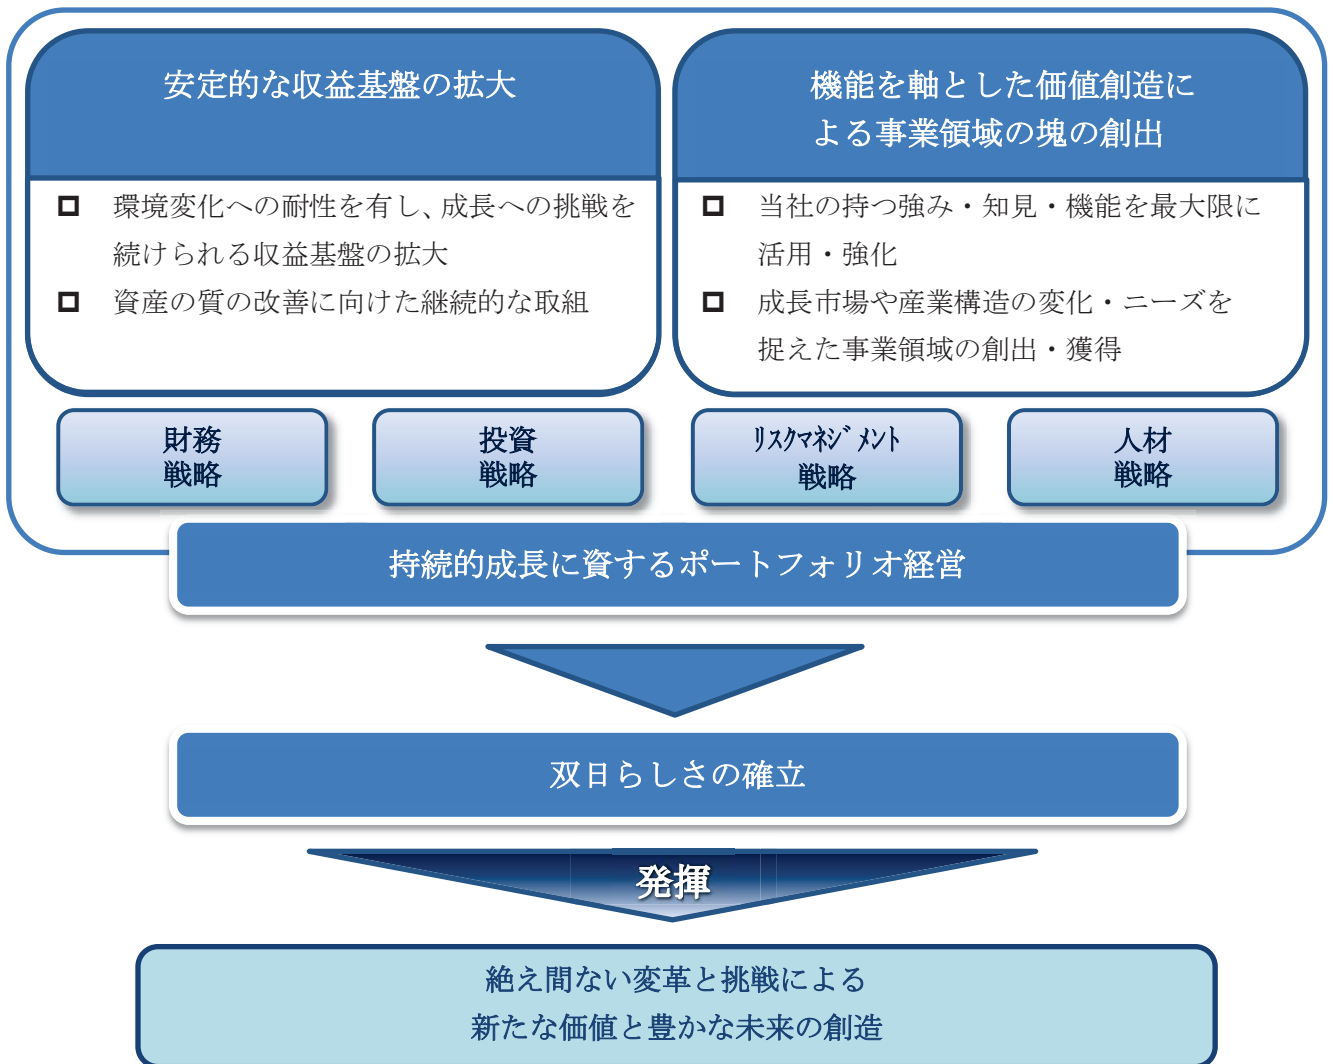 安定的な収益基盤の拡大
環境変化への耐性を有し、成長への挑戦を
続けられる収益基盤の拡大
資産の質の改善に向けた継続的な取組
機能を軸とした価値創造に
よる事業領域の塊の創出
当社の持つ強み・知見・機能を最大限に
活用・強化
成長市場や産業構造の変化・ニーズを
捉えた事業領域の創出・獲得
財務
戦略
投資
戦略
ﾘｽｸﾏﾈｼﾞﾒﾝﾄ
戦略
人材
戦略
持続的成長に資するポートフォリオ経営
双日らしさの確立
発揮
絶え間ない変革と挑戦による
新たな価値と豊かな未来の創造